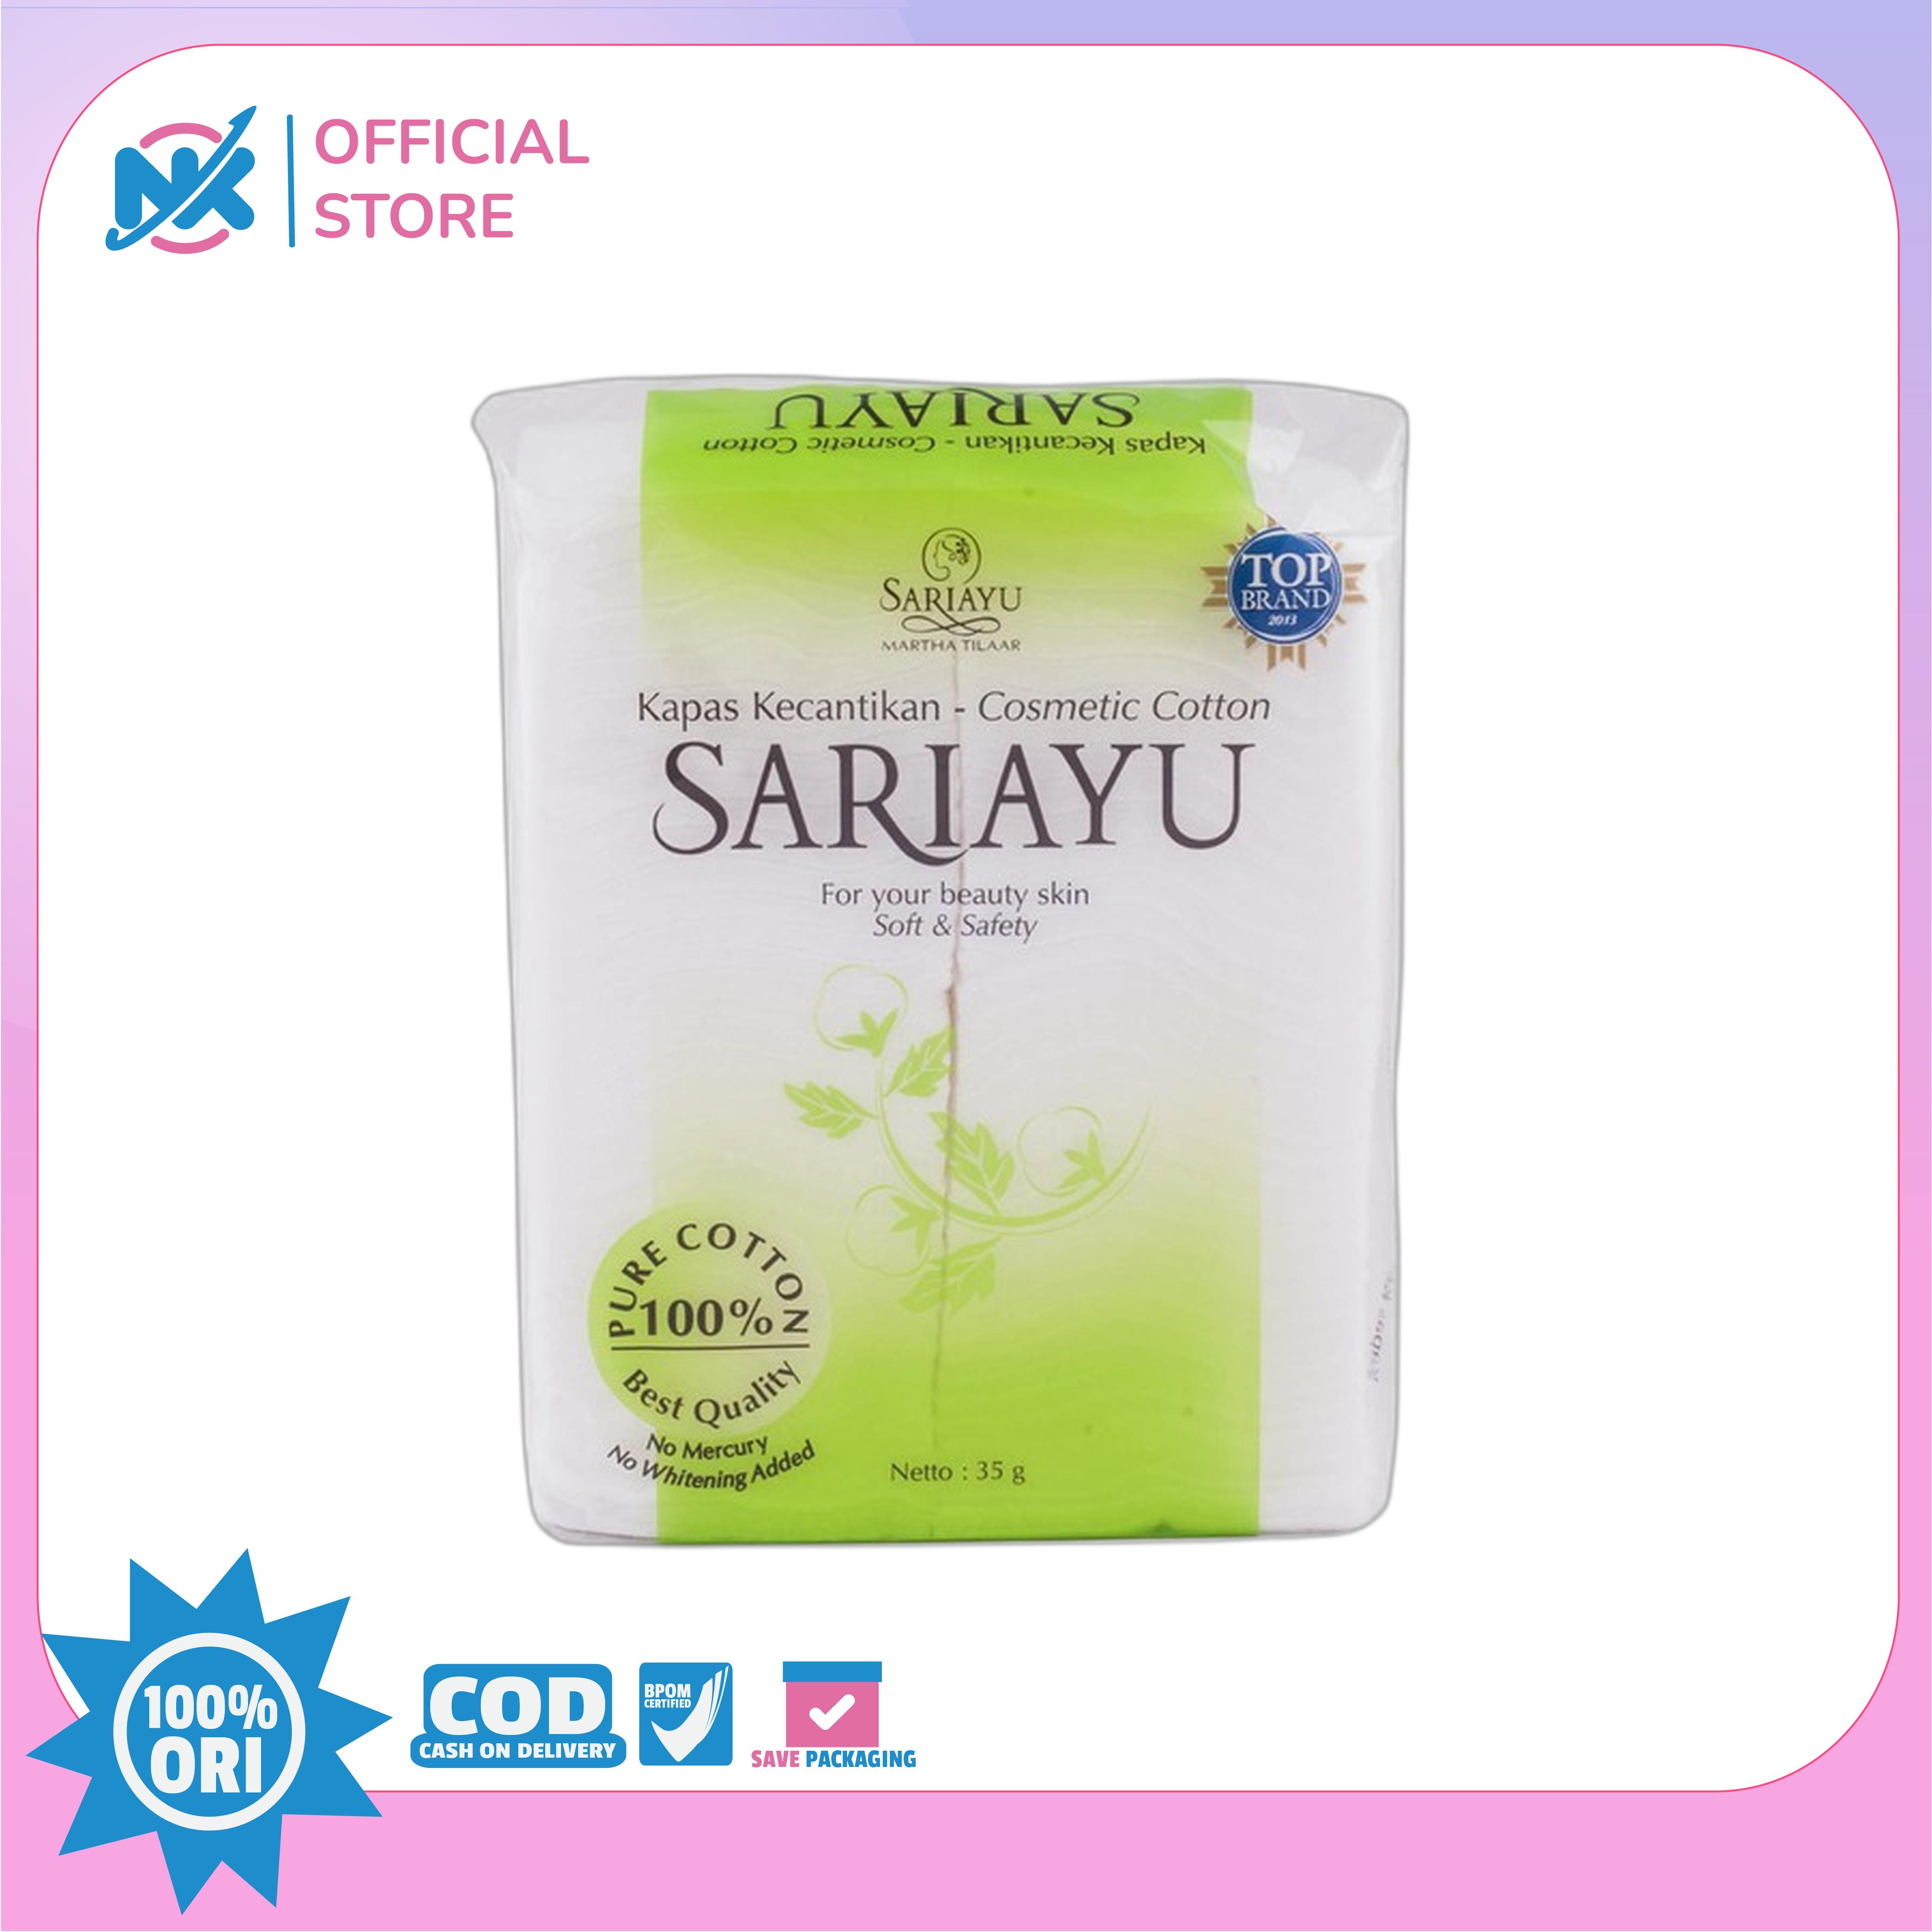 NK
OFFICIAL
STORE
SARIAYU
Kapas Kecantikan - Cosmetic Cotton
SARIAYU
MARTHA TILAAR
TOP
BRAND
2013
Kapas Kecantikan - Cosmetic Cotton
SARIAYU
For your beauty skin
Soft & Safety
PURE COTTON
100%
Best Quality
No Mercury
No Whitening Added
Netto : 35 g
100%
ORI
COD
CASH ON DELIVERY
BPOM
CERTIFIED
SAVE PACKAGING